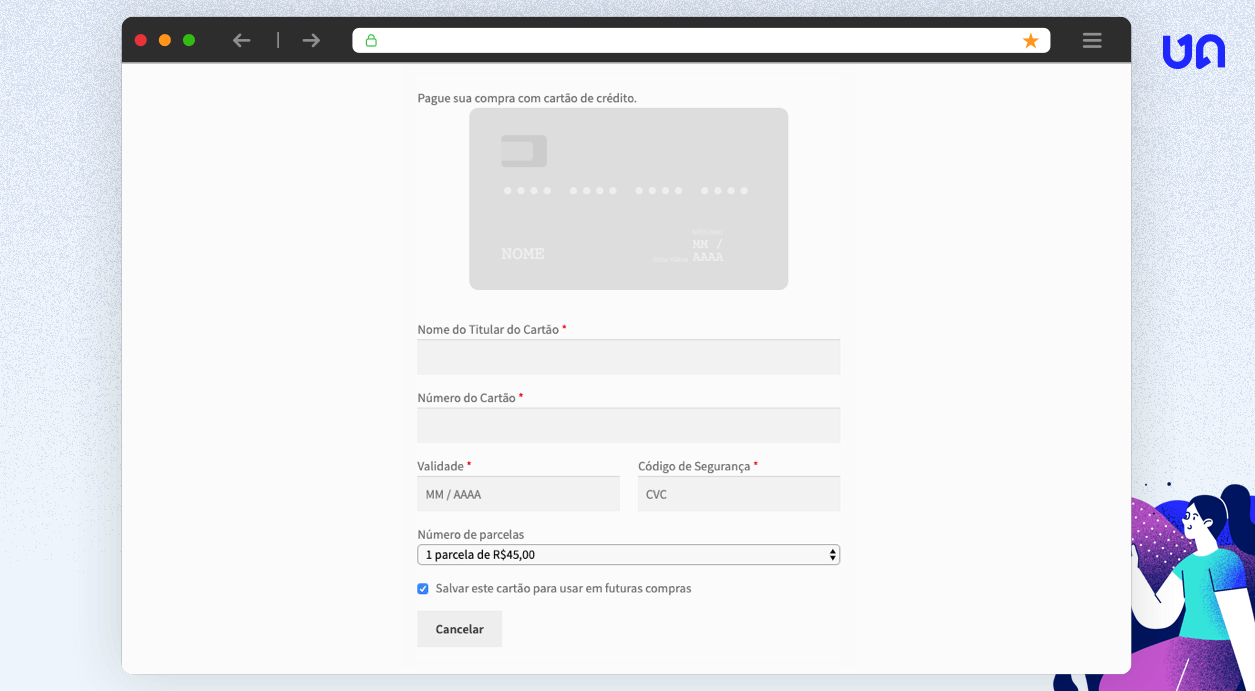 Pague sua compra com cartão de crédito.
NOME
MM /
AAAA
Nome do Titular do Cartão *
Número do Cartão *
Validade * Código de Segurança *
MM / AAAA CVC
Número de parcelas
1 parcela de R$45,00
Salvar este cartão para usar em futuras compras
Cancelar